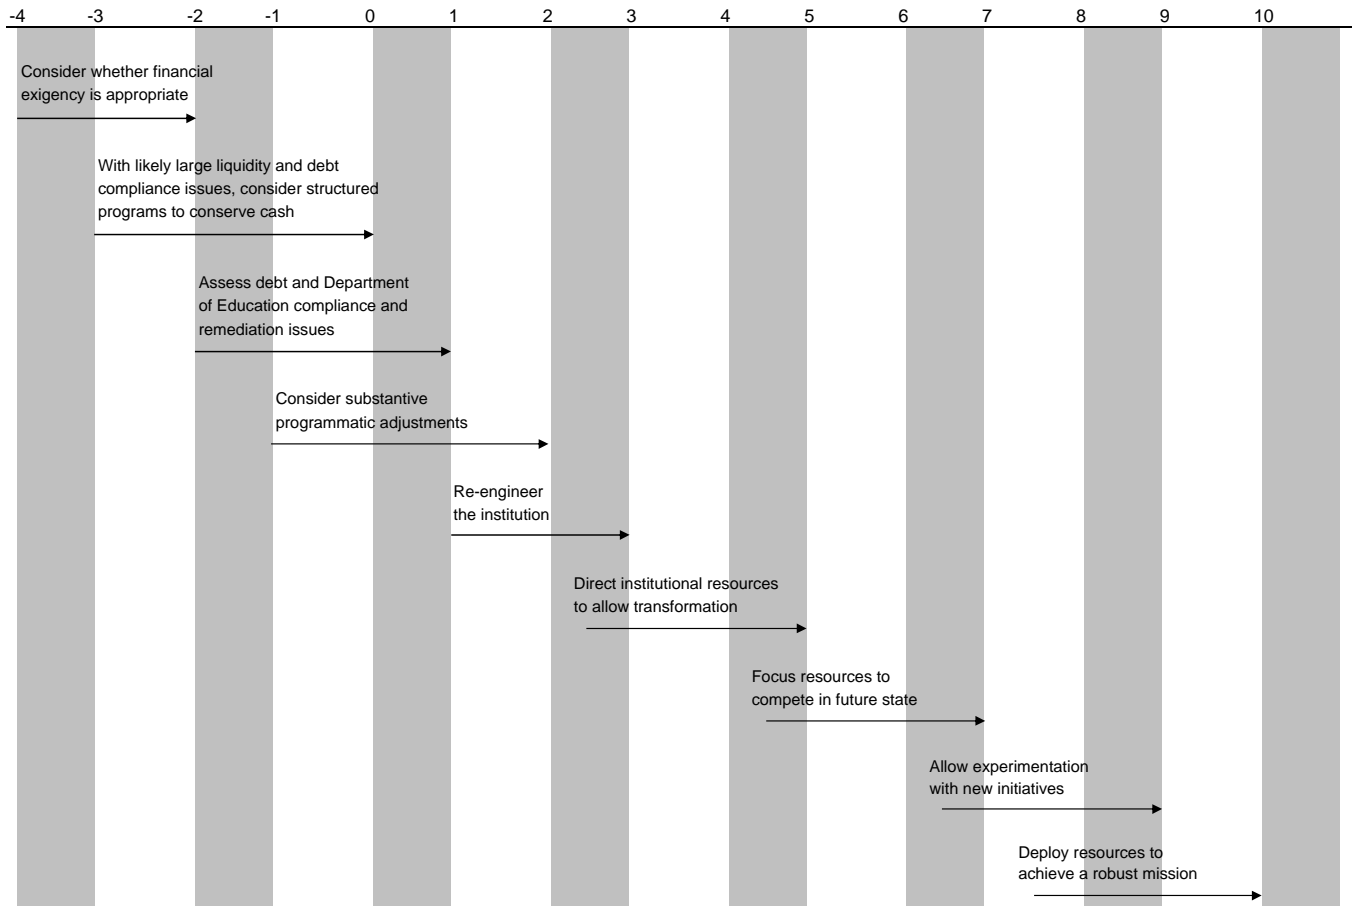 -4 -3 -2 -1 0 1 2 3 4 5 6 7 8 9 10
Consider whether financial
exigency is appropriate
With likely large liquidity and debt
compliance issues, consider structured
programs to conserve cash
Assess debt and Department
of Education compliance and
remediation issues
Consider substantive
programmatic adjustments
Re-engineer
the institution
Direct institutional resources
to allow transformation
Focus resources to
compete in future state
Allow experimentation
with new initiatives
Deploy resources to
achieve a robust mission